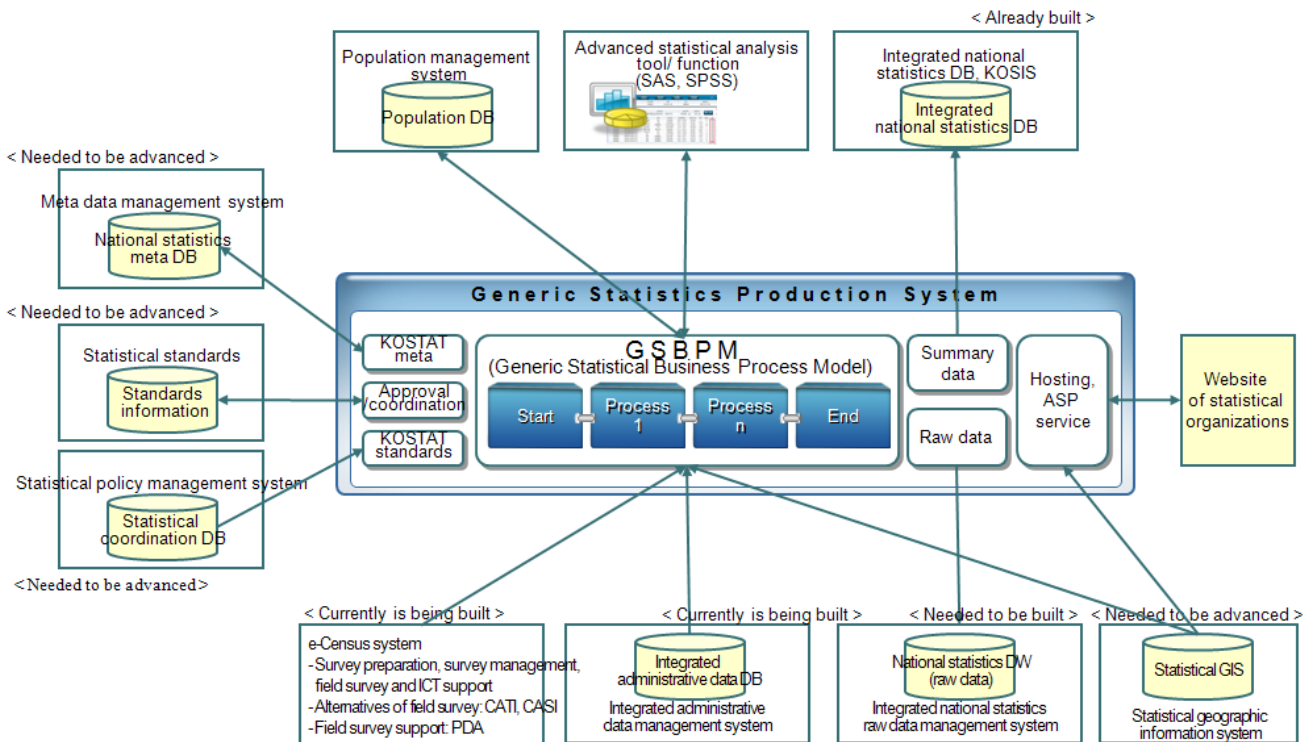 < Already built >
Population management
system
Population DB
Advanced statistical analysis
tool/ function
(SAS, SPSS)
Integrated national
statistics DB, KOSIS
Integrated
national statistics DB
< Needed to be advanced >
Meta data management system
National statistics
meta DB
< Needed to be advanced >
Statistical standards
Standards
information
Statistical policy management system
Statistical
coordination DB
<Needed to be advanced>
Generic Statistics Production System
KOSTAT
meta
Approval
/coordination
KOSTAT
standards
GSBPM
(Generic Statistical Business Process Model)
Start
Process
1
Process
n
End
Summary
data
Raw data
Hosting,
ASP
service
Website
of statistical
organizations
< Currently is being built >
e-Census system
-Survey preparation, survey management,
field survey and ICT support
-Alternatives of field survey: CATI, CASI
-Field survey support: PDA
< Currently is being built >
Integrated
administrative data DB
Integrated administrative
data management system
< Needed to be built >
National statistics DW
(raw data)
Integrated national statistics
raw data management system
< Needed to be advanced >
Statistical GIS
Statistical geographic
information system